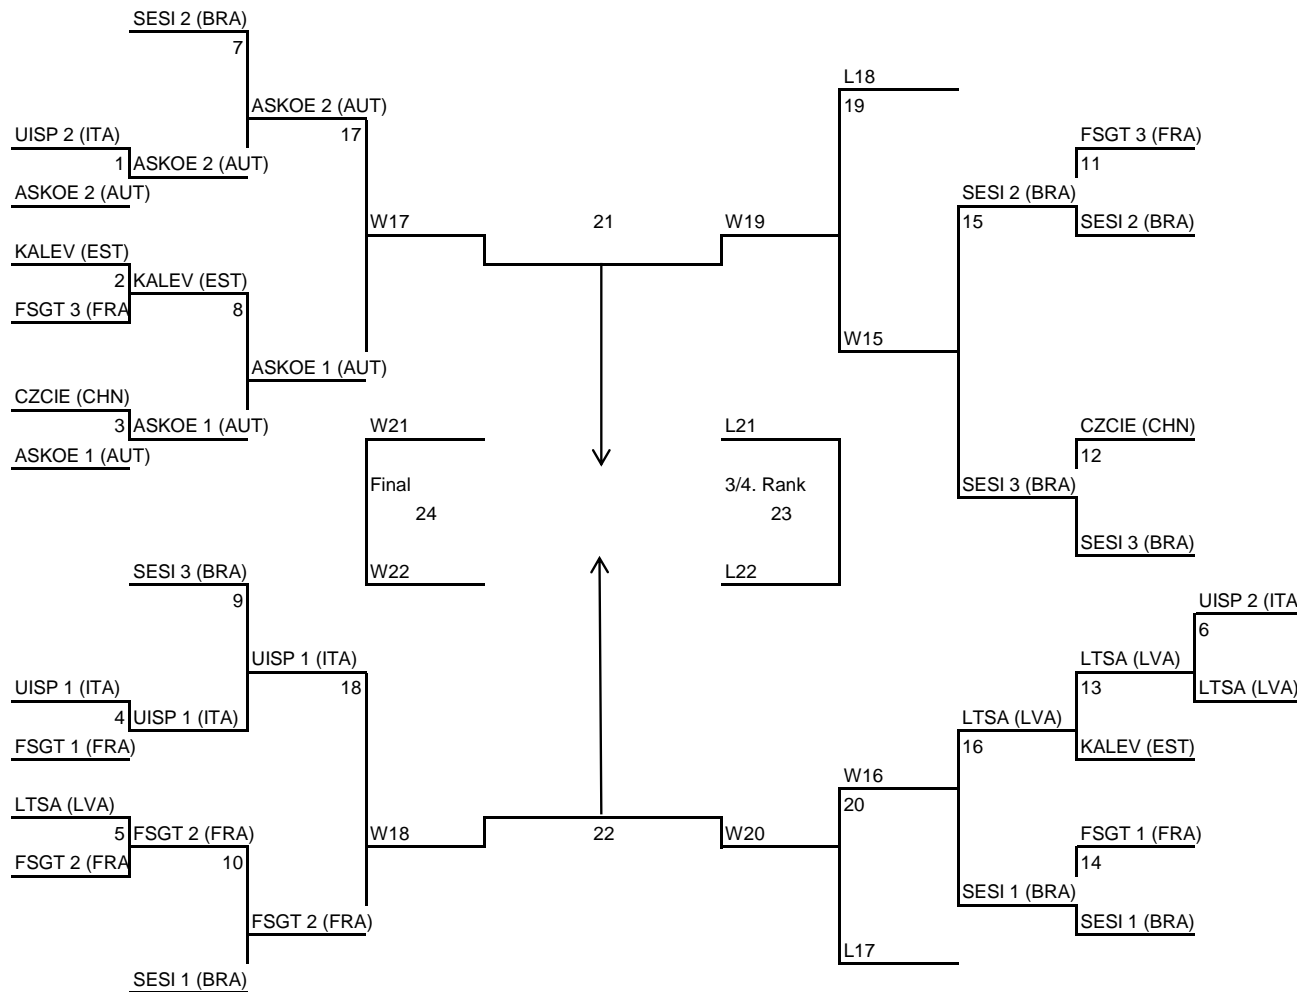 SESI 2 (BRA)
7
L18
19
ASKOE 2 (AUT)
17
UISP 2 (ITA)
FSGT 3 (FRA)
1 ASKOE 2 (AUT)
11
ASKOE 2 (AUT)
SESI 2 (BRA)
15
SESI 2 (BRA)
W17
21
W19
KALEV (EST)
2 KALEV (EST)
FSGT 3 (FRA
8
W15
ASKOE 1 (AUT)
CZCIE (CHN)
3 ASKOE 1 (AUT)
W21
L21
CZCIE (CHN)
12
ASKOE 1 (AUT)
Final
3/4. Rank
SESI 3 (BRA)
24
23
SESI 3 (BRA)
SESI 3 (BRA)
9
W22
L22
UISP 2 (ITA
6
UISP 1 (ITA)
18
LTSA (LVA)
13
UISP 1 (ITA)
LTSA (LVA)
4 UISP 1 (ITA)
LTSA (LVA)
16
FSGT 1 (FRA)
KALEV (EST)
W16
20
LTSA (LVA)
5 FSGT 2 (FRA)
W18
22
W20
FSGT 1 (FRA)
FSGT 2 (FRA
10
14
SESI 1 (BRA)
FSGT 2 (FRA)
SESI 1 (BRA)
L17
SESI 1 (BRA)